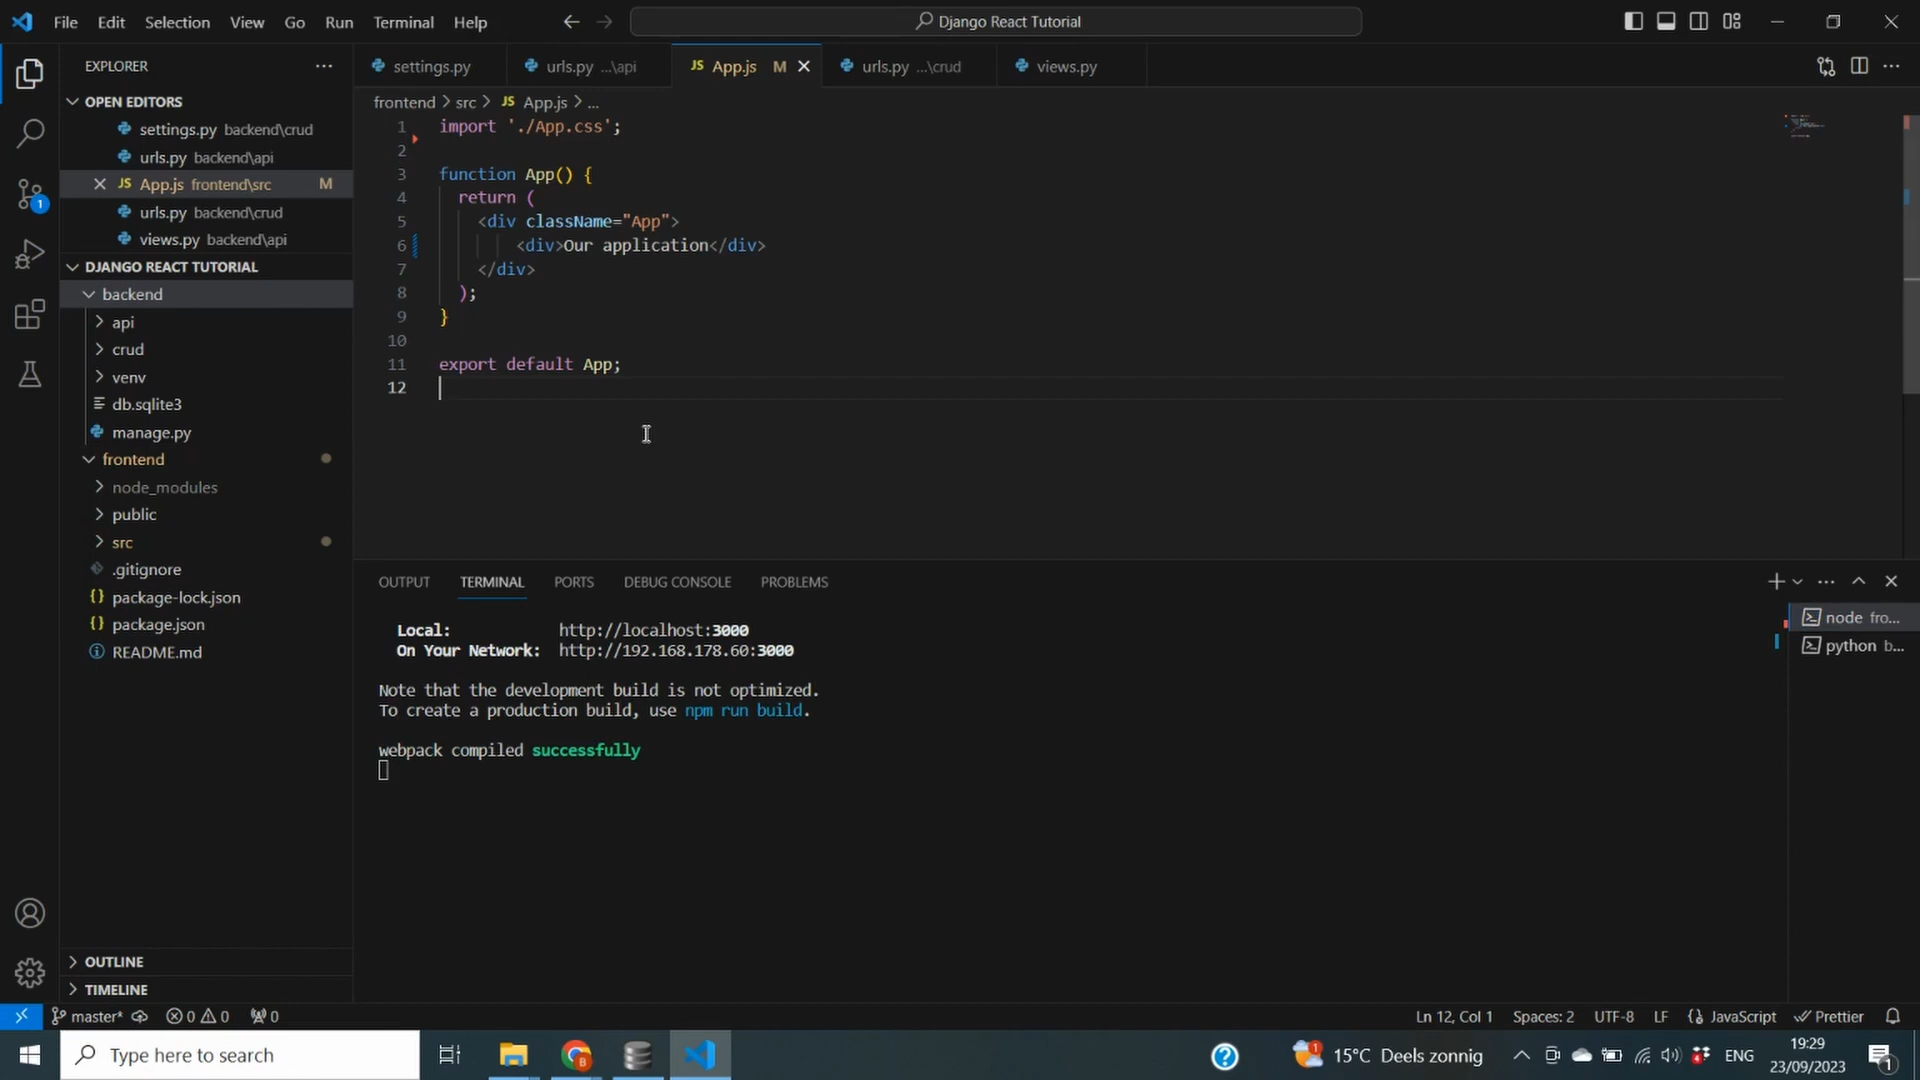 File Edit Selection View Go Run Terminal Help
Django React Tutorial
EXPLORER
OPEN EDITORS
settings.py backend\crud
urls.py backend\api
JS App.js frontend\src M
urls.py backend\crud
views.py backend\api
DJANGO REACT TUTORIAL
backend
api
crud
venv
db.sqlite3
manage.py
frontend
node_modules
public
src
.gitignore
package-lock.json
package.json
README.md
OUTLINE
TIMELINE
settings.py
urls.py ...\api
JS App.js M
urls.py ...\crud
views.py
frontend > src > JS App.js > ...
1 import './App.css';
2
3 function App() {
4 return (
5 <div className="App">
6 <div>Our application</div>
7 </div>
8 );
9 }
10
11 export default App;
12
OUTPUT TERMINAL PORTS DEBUG CONSOLE PROBLEMS
Local: http://localhost:3000
On Your Network: http://192.168.178.60:3000
Note that the development build is not optimized.
To create a production build, use npm run build.
webpack compiled successfully
node fro...
python b...
1
master* 0 0 0
Ln 12, Col 1 Spaces: 2 UTF-8 LF JavaScript Prettier
Type here to search
1
15°C Deels zonnig
ENG
19:29
23/09/2023
1